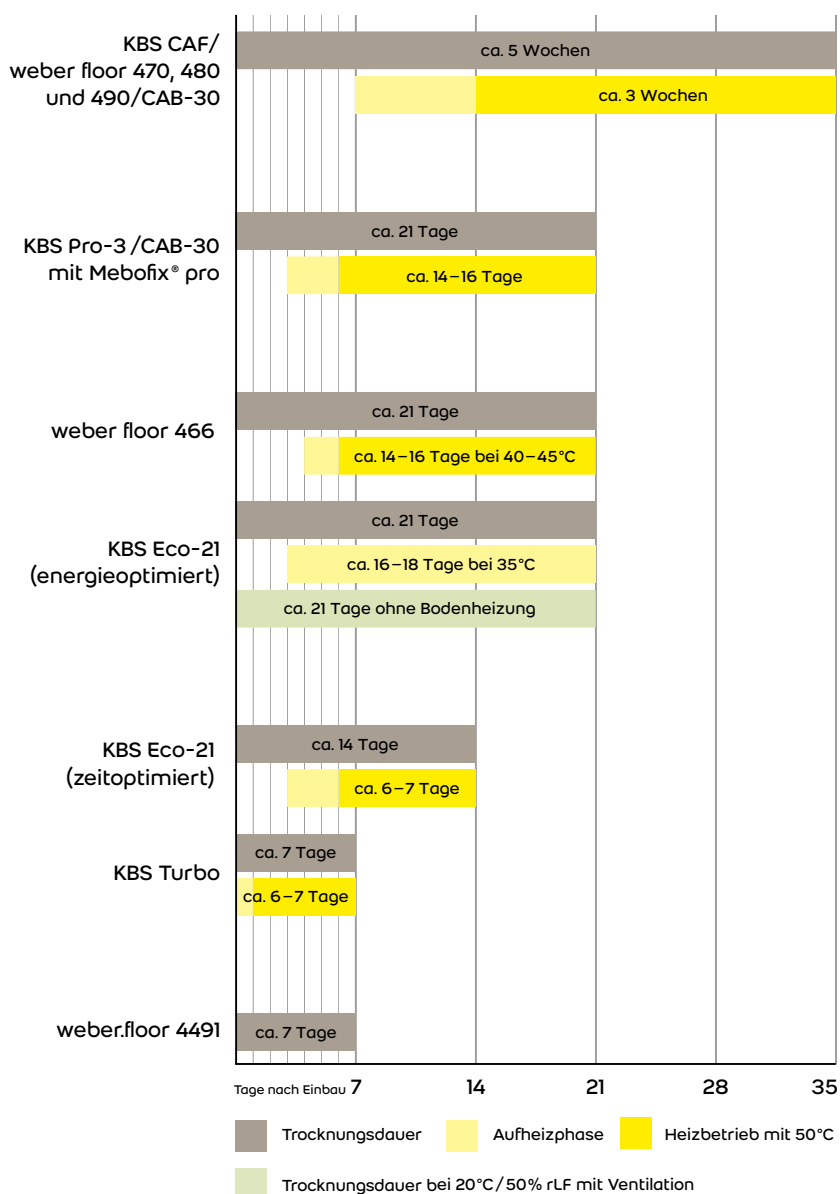 KBS CAF/
weber floor 470, 480
und 490/CAB-30
ca. 5 Wochen
ca. 3 Wochen
KBS Pro-3/CAB-30
mit Mebofix® pro
ca. 21 Tage
ca. 14–16 Tage
weber floor 466
ca. 21 Tage
ca. 14–16 Tage bei 40–45°C
KBS Eco-21
(energieoptimiert)
ca. 21 Tage
ca. 16–18 Tage bei 35°C
ca. 21 Tage ohne Bodenheizung
KBS Eco-21
(zeitoptimiert)
ca. 14 Tage
ca. 6–7 Tage
KBS Turbo
ca. 7 Tage
ca. 6–7 Tage
weber.floor 4491
ca. 7 Tage
Tage nach Einbau 7 14 21 28 35
Trocknungsdauer Aufheizphase Heizbetrieb mit 50°C
Trocknungsdauer bei 20°C/50% rLF mit Ventilation